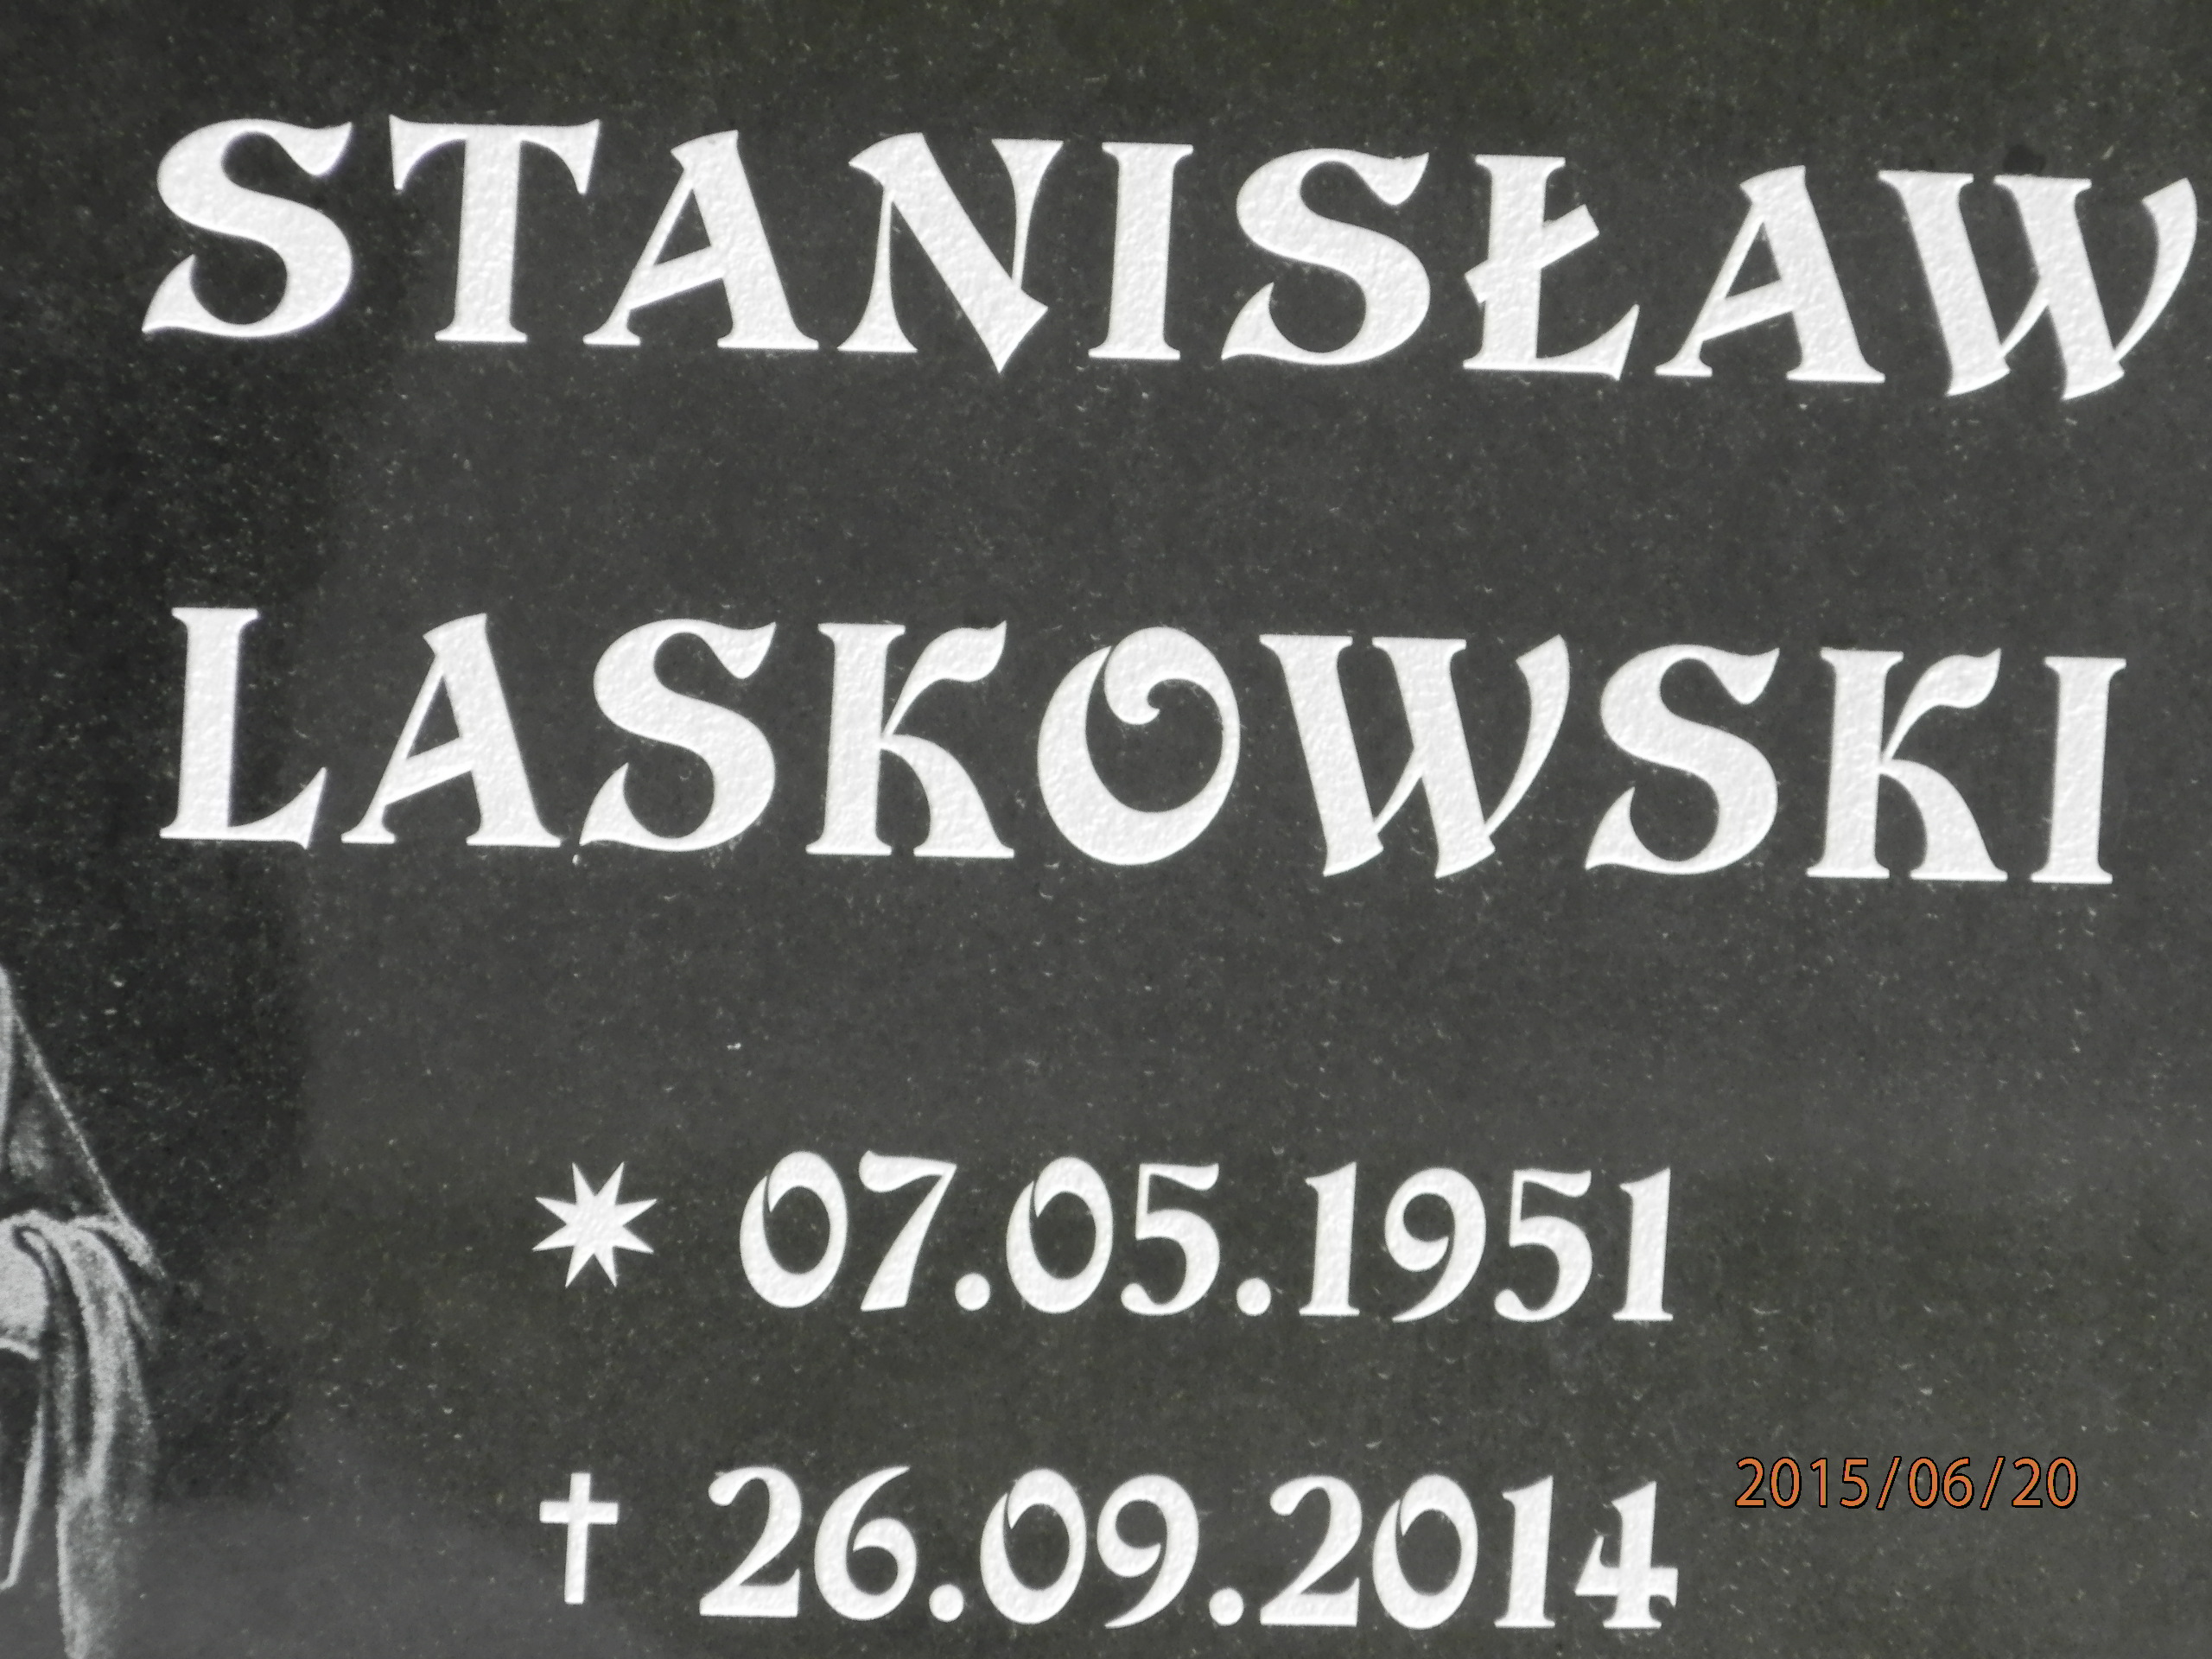 STANISŁAW
LASKOWSKI
* 07.05.1951
† 26.09.2014
2015/06/20